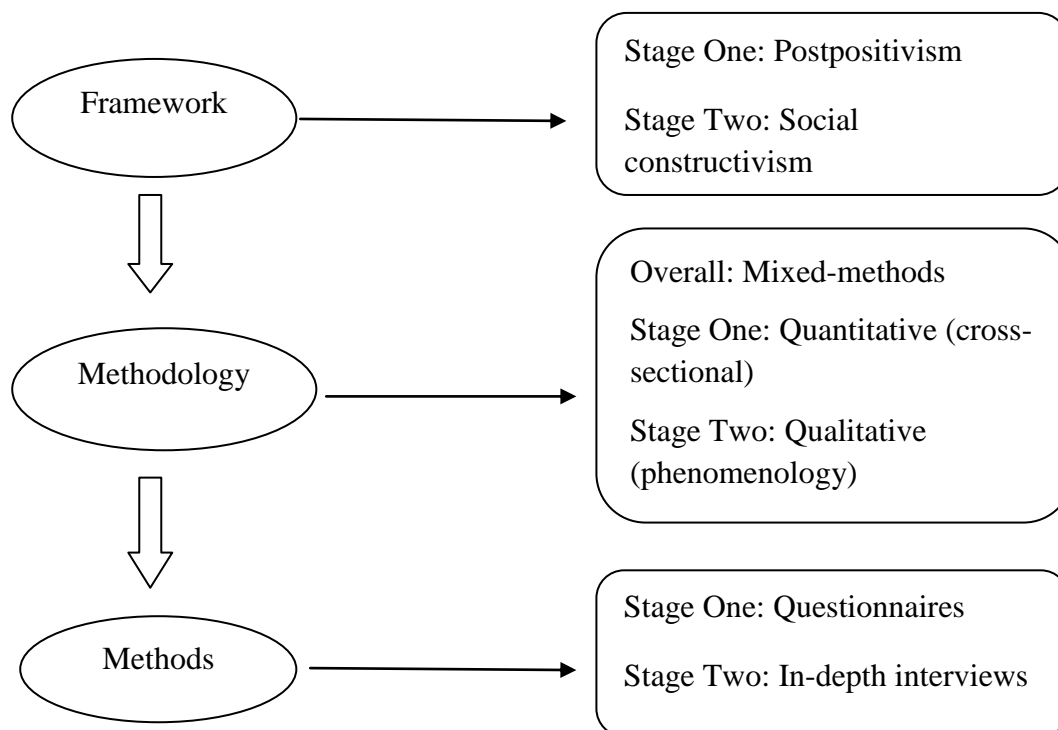 Framework
Stage One: Postpositivism
Stage Two: Social
constructivism
Methodology
Overall: Mixed-methods
Stage One: Quantitative (cross-
sectional)
Stage Two: Qualitative
(phenomenology)
Methods
Stage One: Questionnaires
Stage Two: In-depth interviews